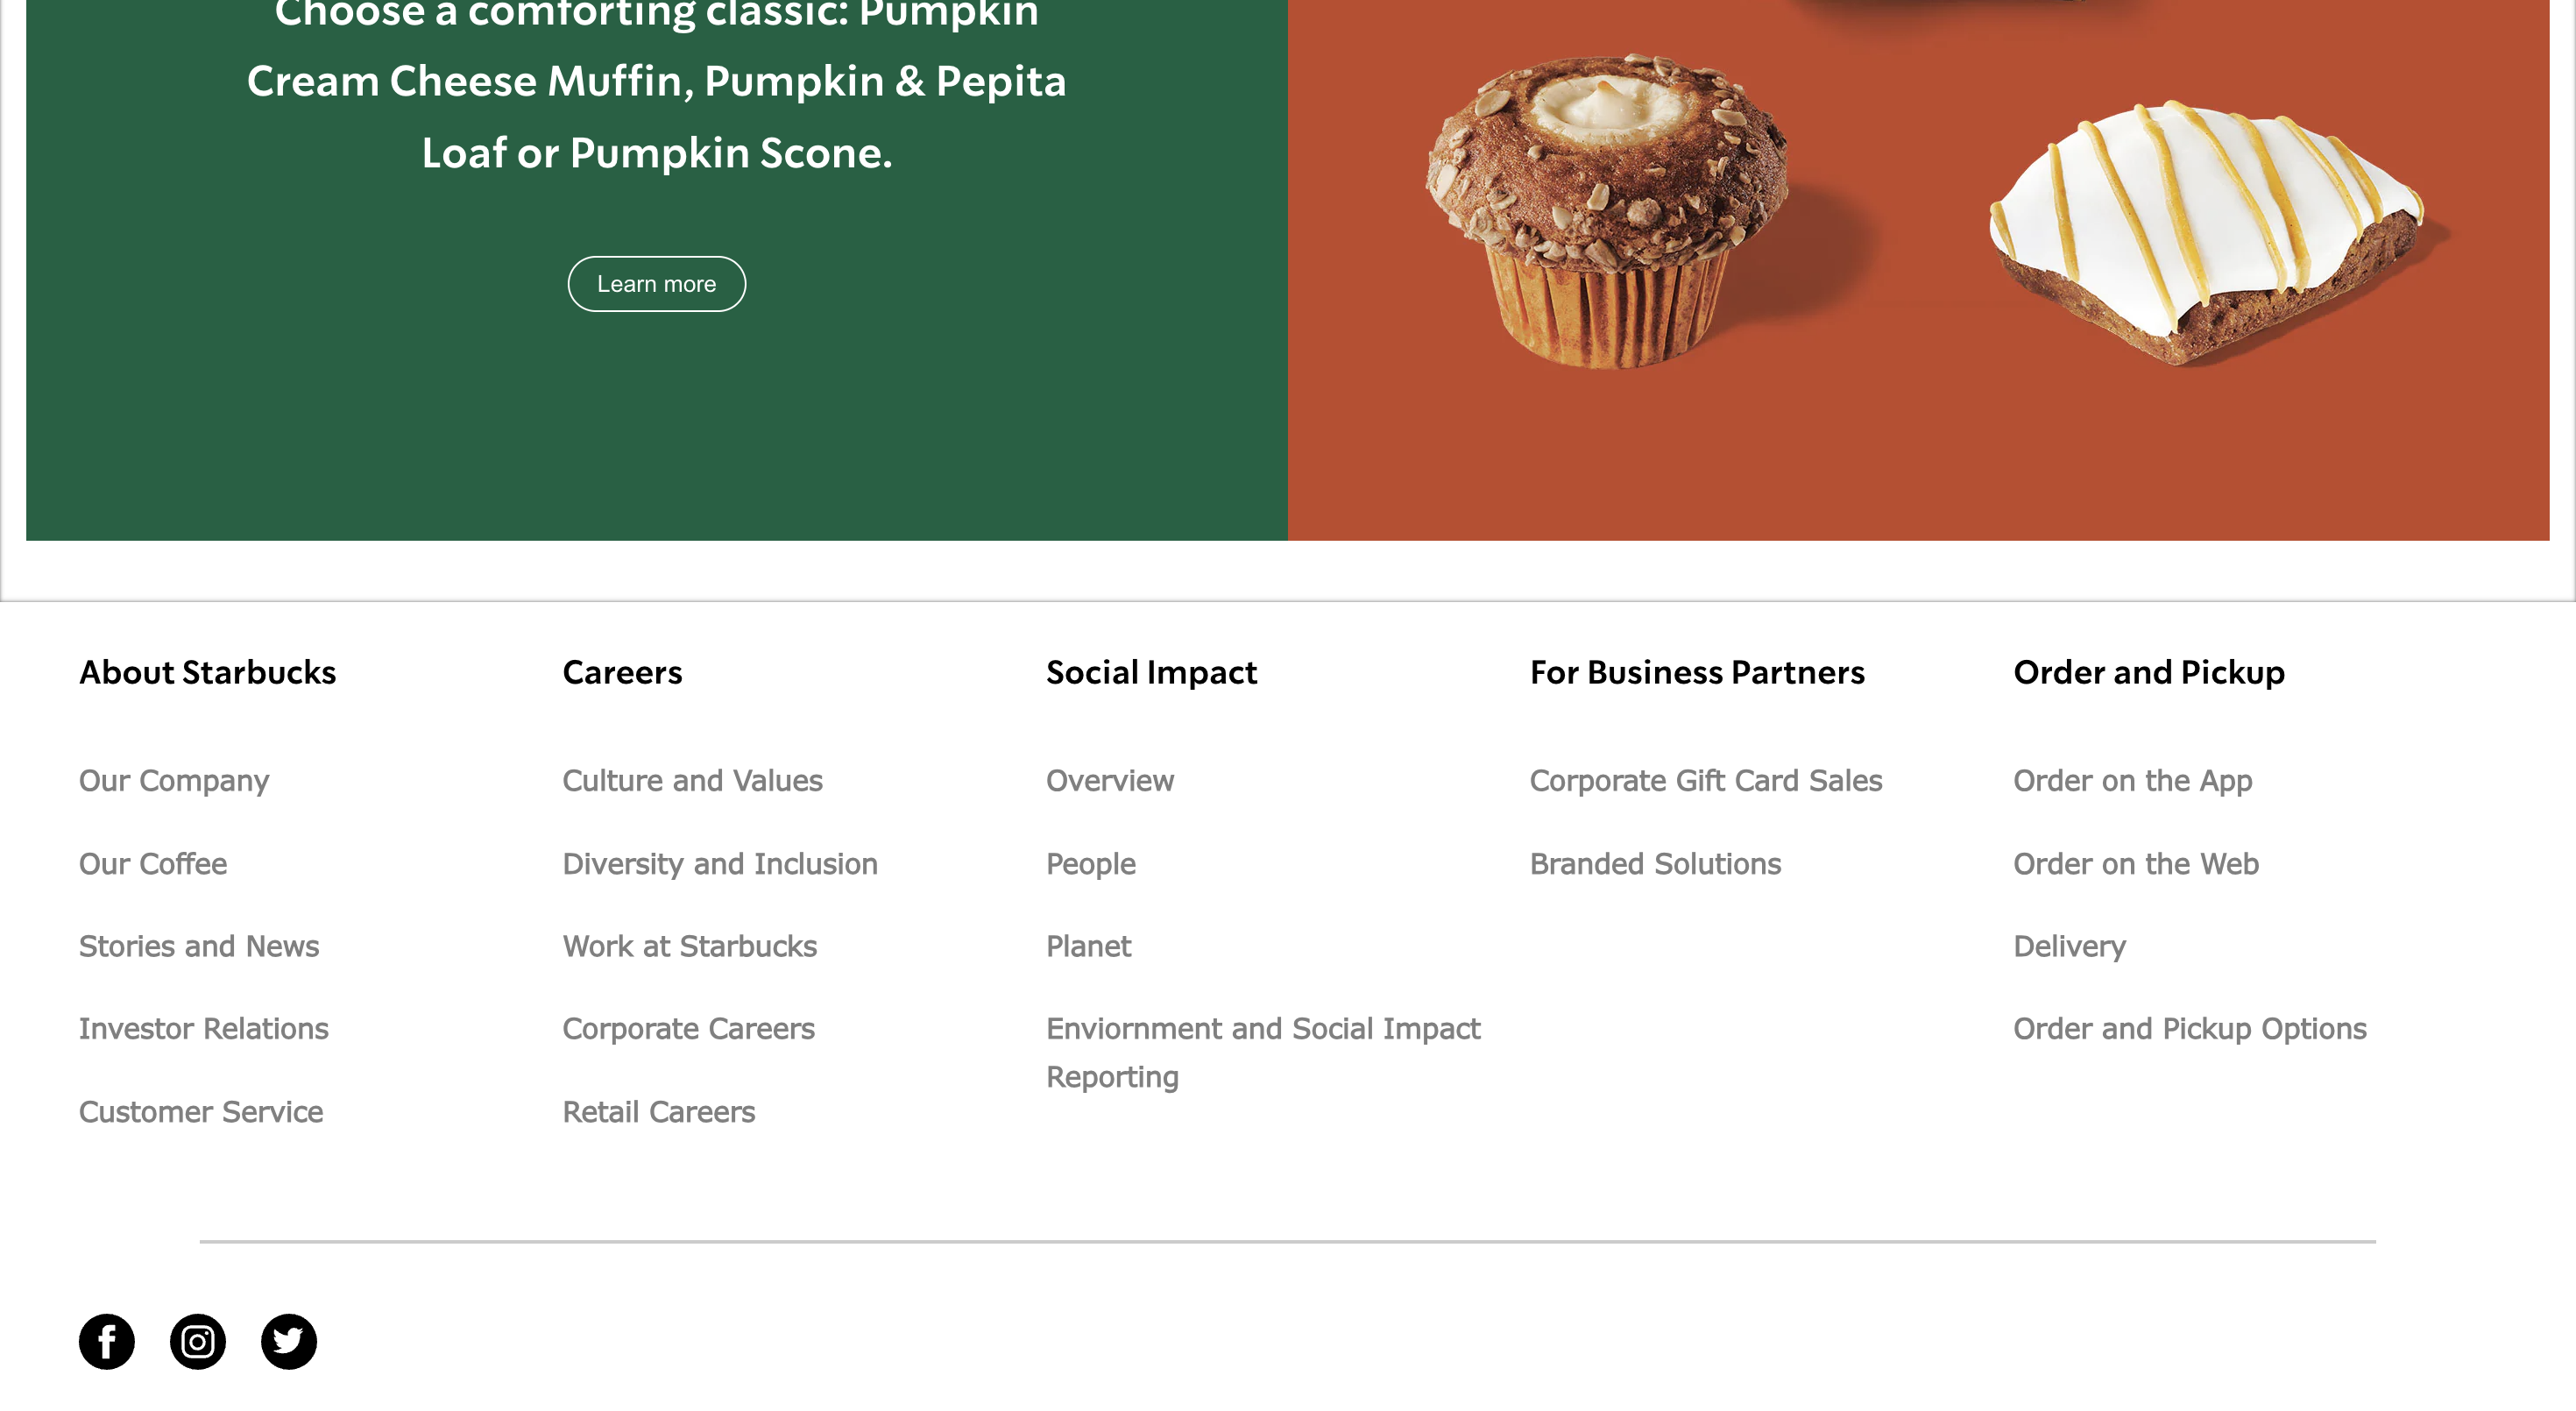 Choose a comforting classic: Pumpkin
Cream Cheese Muffin, Pumpkin & Pepita
Loaf or Pumpkin Scone.
Learn more
About Starbucks
Our Company
Our Coffee
Stories and News
Investor Relations
Customer Service
Careers
Culture and Values
Diversity and Inclusion
Work at Starbucks
Corporate Careers
Retail Careers
Social Impact
Overview
People
Planet
Enviornment and Social Impact
Reporting
For Business Partners
Corporate Gift Card Sales
Branded Solutions
Order and Pickup
Order on the App
Order on the Web
Delivery
Order and Pickup Options